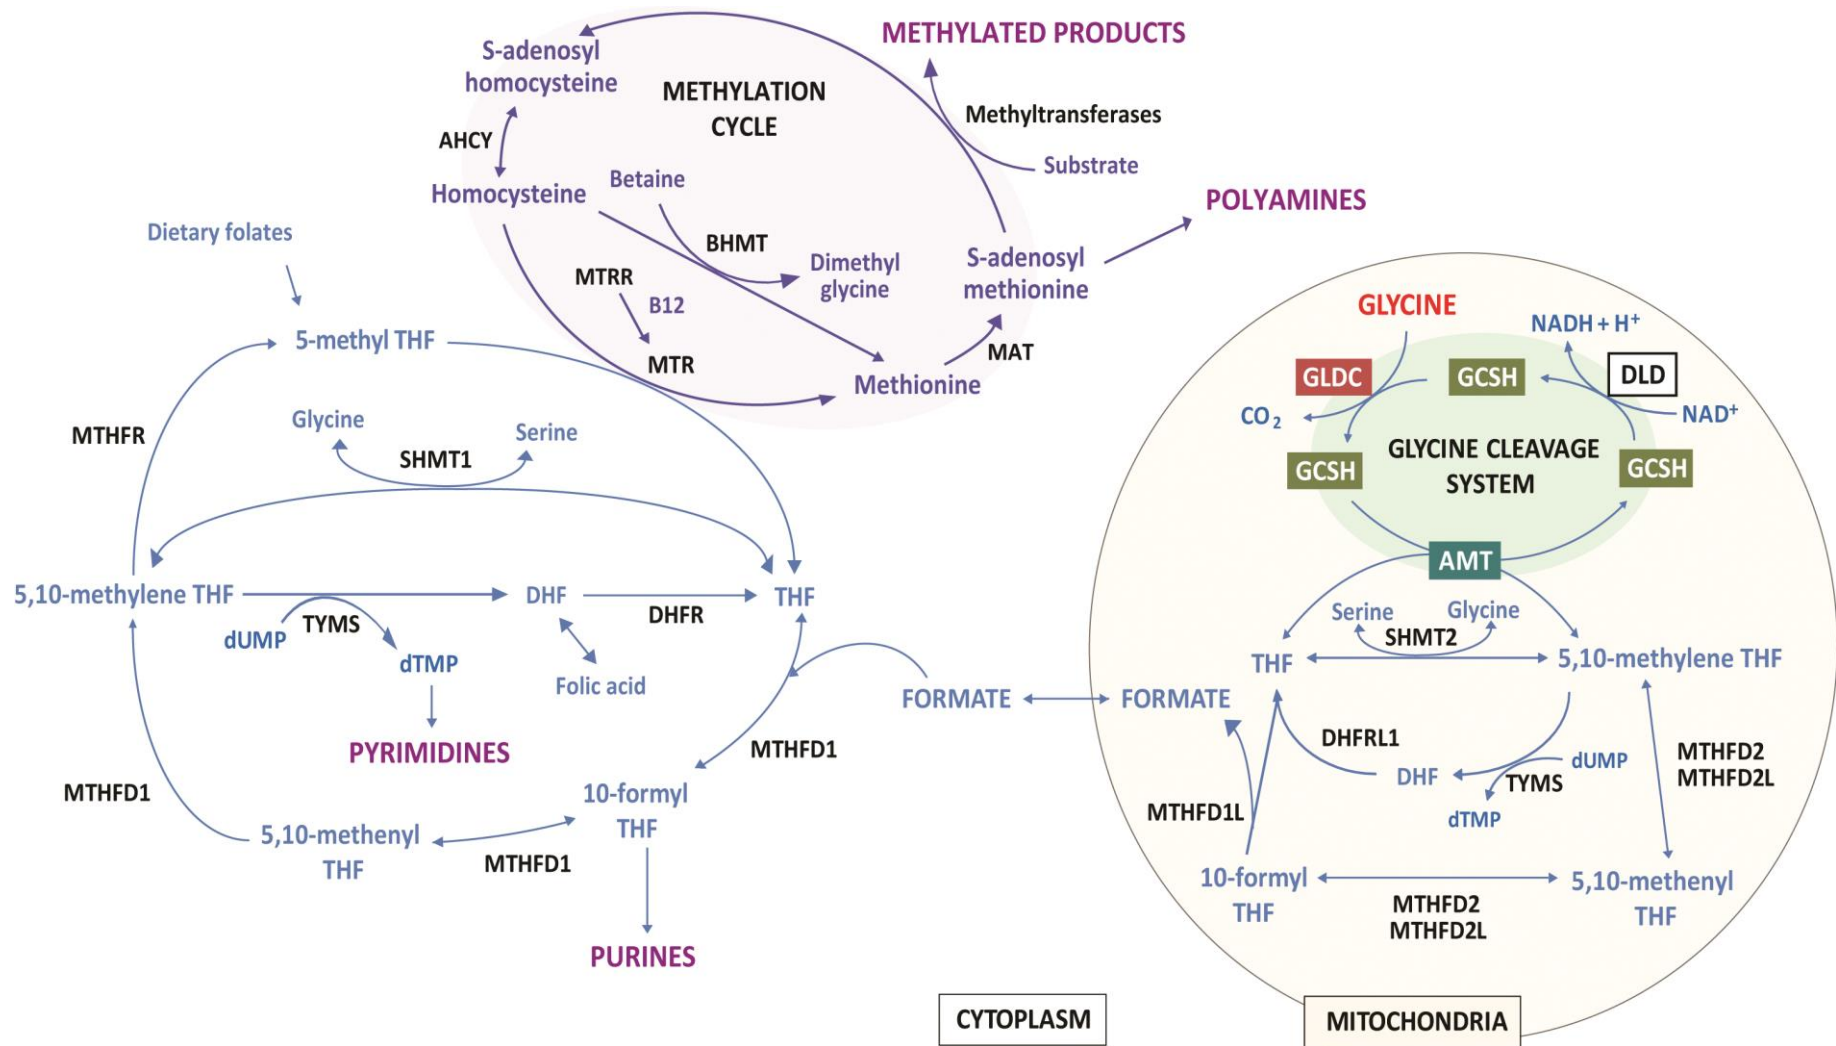 METHYLATED PRODUCTS
S-adenosyl
homocysteine
METHYLATION
CYCLE
Methyltransferases
AHCY
Substrate
Homocysteine
Betaine
POLYAMINES
Dietary folates
BHMT
Dimethyl
glycine
S-adenosyl
methionine
MTRR
B12
MTR
MAT
Methionine
5-methyl THF
MTHFR
Glycine
Serine
SHMT1
5,10-methylene THF
DHF
THF
TYMS
DHFR
dUMP
dTMP
Folic acid
PYRIMIDINES
FORMATE
MTHFD1
MTHFD1
10-formyl
THF
5,10-methenyl
THF
MTHFD1
PURINES
GLYCINE
NADH + H⁺
GLDC
GCSH
DLD
CO₂
NAD⁺
GLYCINE CLEAVAGE
SYSTEM
GCSH
GCSH
AMT
Serine
Glycine
SHMT2
THF
5,10-methylene THF
FORMATE
DHFRL1
DHF
dUMP
TYMS
dTMP
MTHFD2
MTHFD2L
MTHFD1L
10-formyl
THF
5,10-methenyl
THF
MTHFD2
MTHFD2L
CYTOPLASM
MITOCHONDRIA